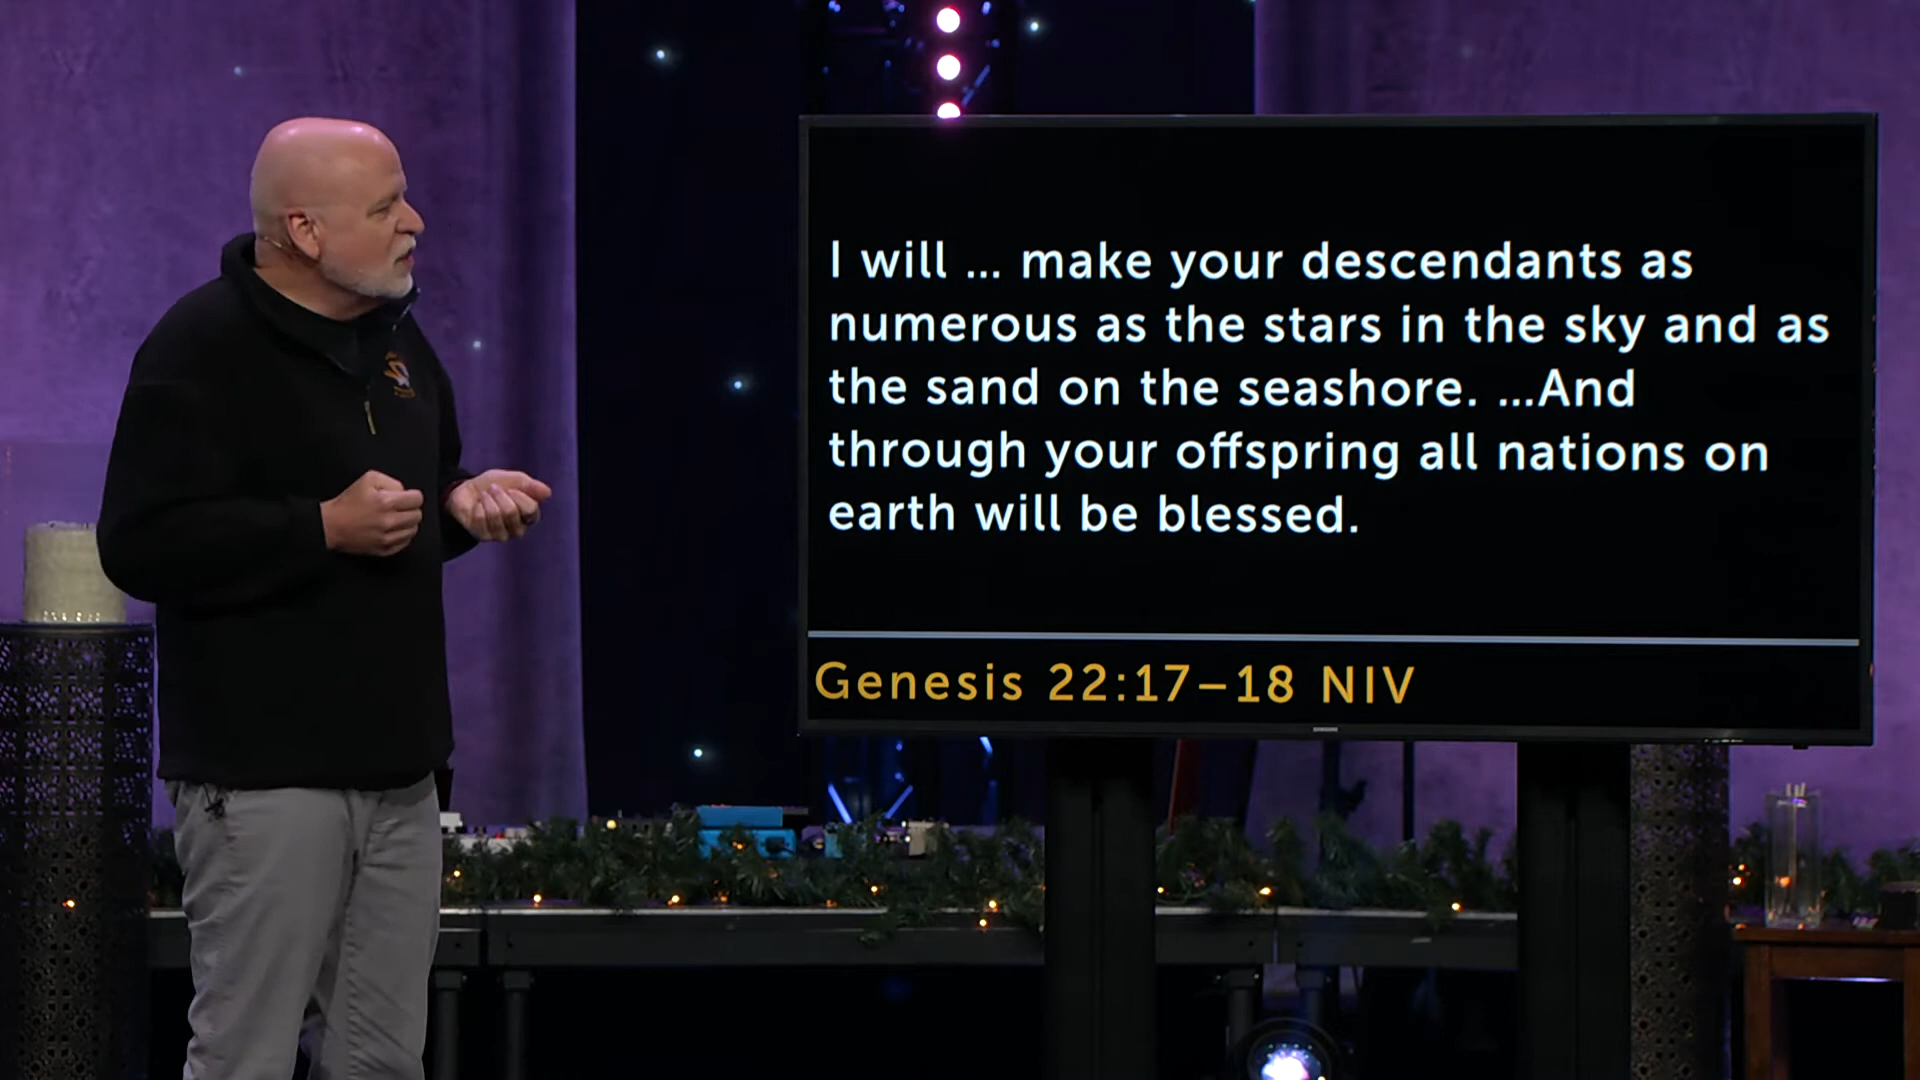 I will ... make your descendants as
numerous as the stars in the sky and as
the sand on the seashore. ...And
through your offspring all nations on
earth will be blessed.
Genesis 22:17–18 NIV